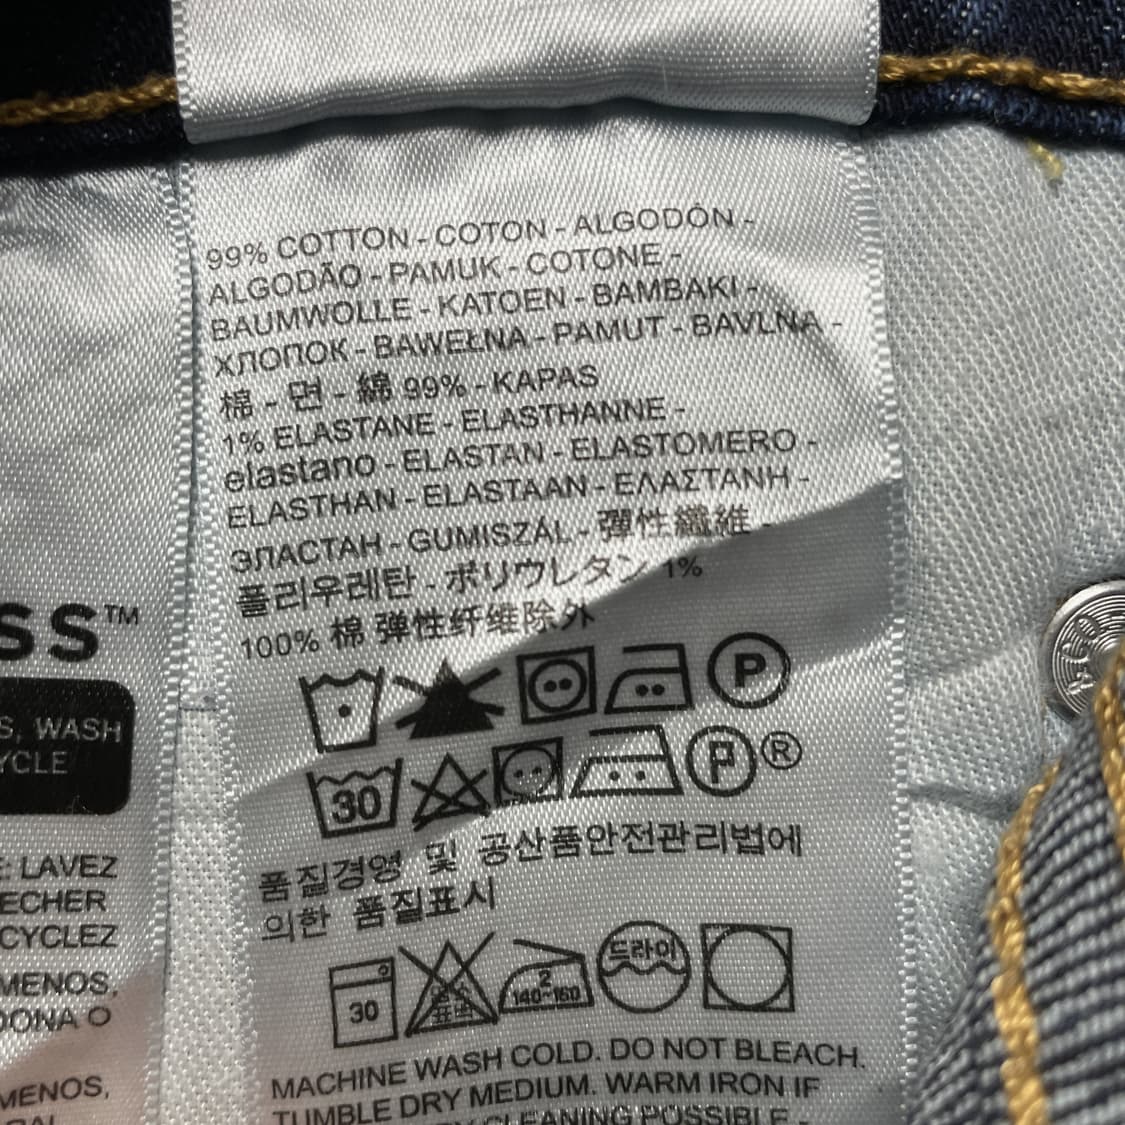 99% COTTON - COTON - ALGODÓN -
ALGODÃO - PAMUK - COTONE -
BAUMWOLLE - KATOEN - BAMBAKI -
ХЛОПОК - BAWEŁNA - PAMUT - BAVLNA -
棉 - 면 - 綿 99% - KAPAS
1% ELASTANE - ELASTHANNE -
elastano - ELASTAN - ELASTOMERO -
ELASTHAN - ELASTAAN - ΕΛΑΣΤΑΝΗ -
ЭЛАСТАН - GUMISZÁL - 彈性纖維 -
폴리우레탄 - ポリウレタン 1%
100% 棉 弹性纤维除外
P
30 P ®
품질경영 및 공산품안전관리법에
의한 품질표시
30 2 140~160 드라이
MACHINE WASH COLD. DO NOT BLEACH.
TUMBLE DRY MEDIUM. WARM IRON IF
CLEANING POSSIBLE -
SS™
S, WASH
YCLE
: LAVEZ
ECHER
CYCLEZ
MENOS,
DONA O
MENOS,